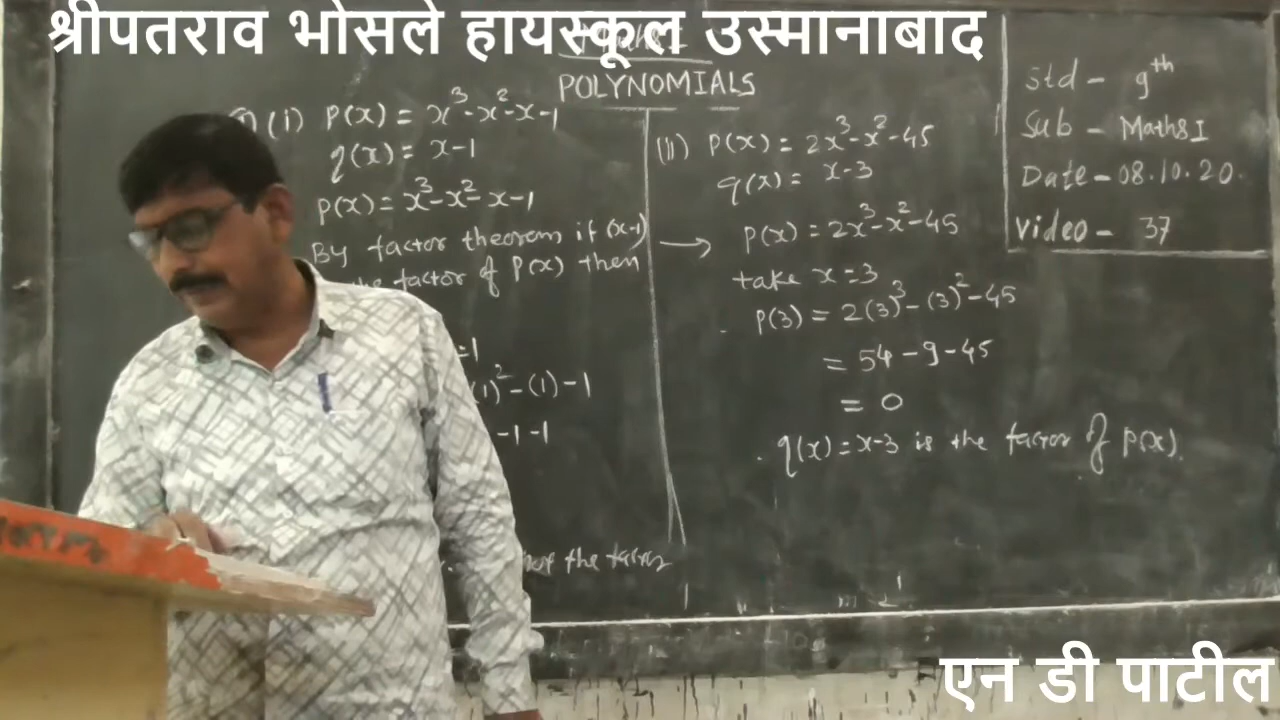 श्रीपतराव भोसले हायस्कूल उस्मानाबाद
POLYNOMIALS
(i) P(x) = x³-x²-x-1
q(x) = x-1
P(x) = x³-x²-x-1
By factor theorem if (x-1)
the factor of P(x) then
=1
(1)²-(1)-1
-1-1
not the factor
(ii) P(x) = 2x³-x²-45
q(x) = x-3
→ P(x) = 2x³-x²-45
take x =3
P(3) = 2(3)³-(3)²-45
= 54-9-45
= 0
q(x)=x-3 is the factor of P(x).
Std - 9th
Sub - Maths I
Date - 08.10.20.
Video - 37
एन डी पाटील